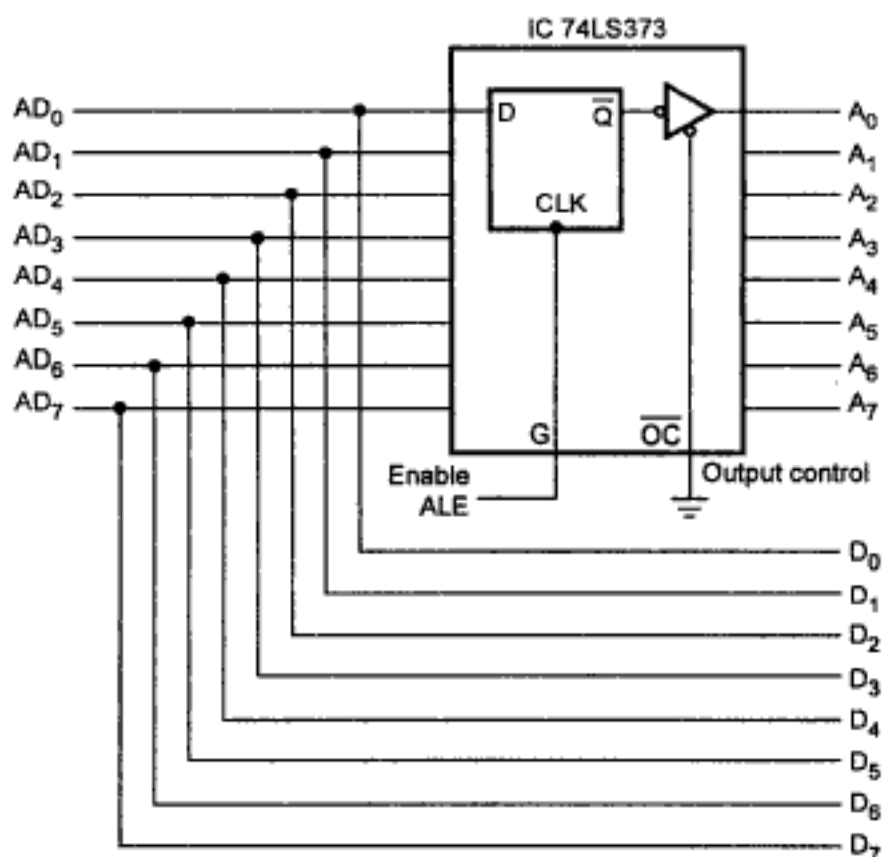 IC 74LS373
AD0
AD1
AD2
AD3
AD4
AD5
AD6
AD7
D
Q̅
CLK
G
O̅C̅
A0
A1
A2
A3
A4
A5
A6
A7
Enable
ALE
Output control
D0
D1
D2
D3
D4
D5
D6
D7